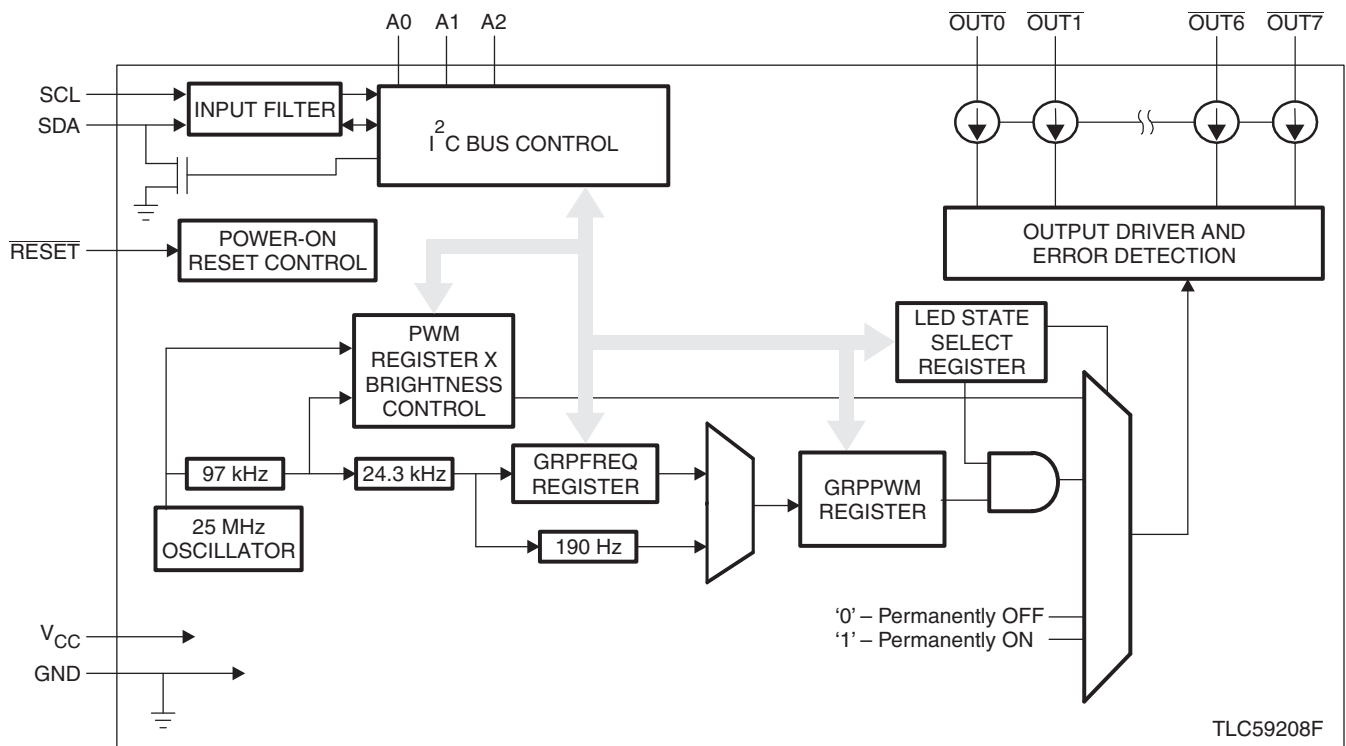 A0 A1 A2
OUT0 OUT1 OUT6 OUT7
SCL
SDA
INPUT FILTER
I2C BUS CONTROL
RESET
POWER-ON
RESET CONTROL
OUTPUT DRIVER AND
ERROR DETECTION
PWM
REGISTER X
BRIGHTNESS
CONTROL
LED STATE
SELECT
REGISTER
97 kHz
24.3 kHz
GRPFREQ
REGISTER
GRPPWM
REGISTER
25 MHz
OSCILLATOR
190 Hz
‘0’ – Permanently OFF
‘1’ – Permanently ON
VCC
GND
TLC59208F